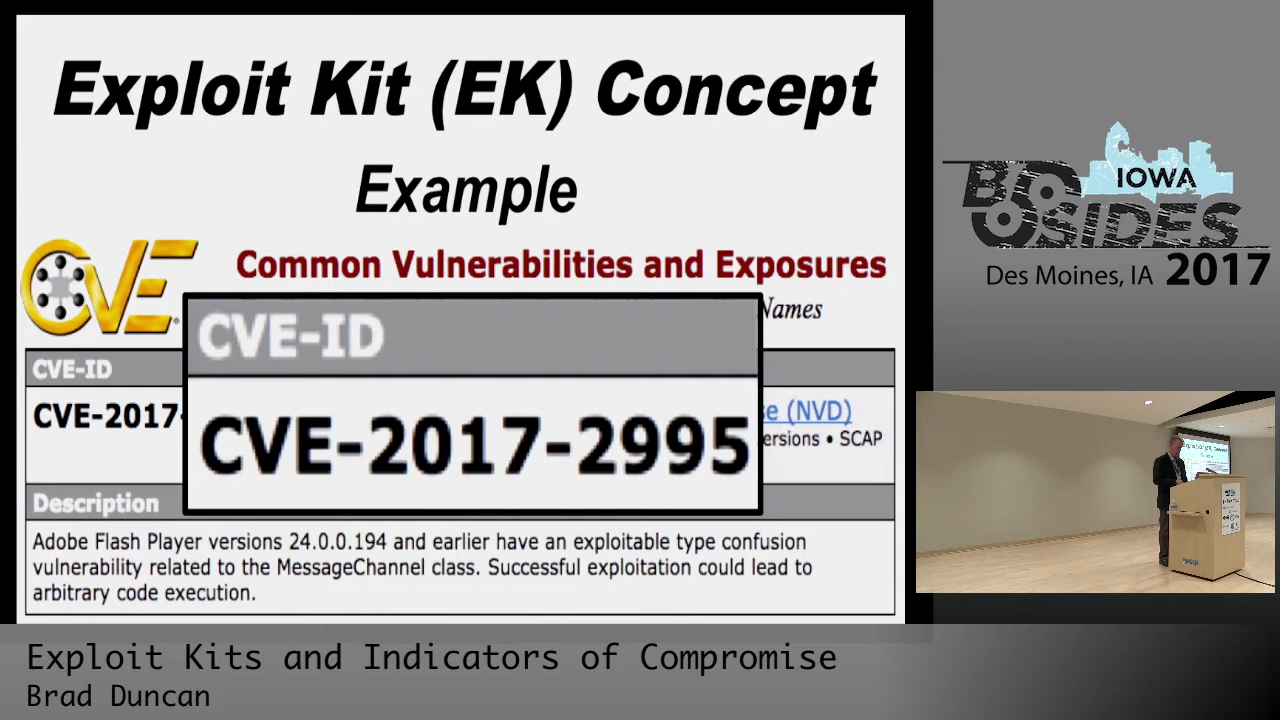 Exploit Kit (EK) Concept
Example
CVE
Common Vulnerabilities and Exposures
Names
CVE-ID
CVE-ID
CVE-2017-
CVE-2017-2995
se (NVD)
ersions • SCAP
Description
Adobe Flash Player versions 24.0.0.194 and earlier have an exploitable type confusion
vulnerability related to the MessageChannel class. Successful exploitation could lead to
arbitrary code execution.
BSIDES
IOWA
Des Moines, IA 2017
Exploit Kits and Indicators of Compromise
Brad Duncan